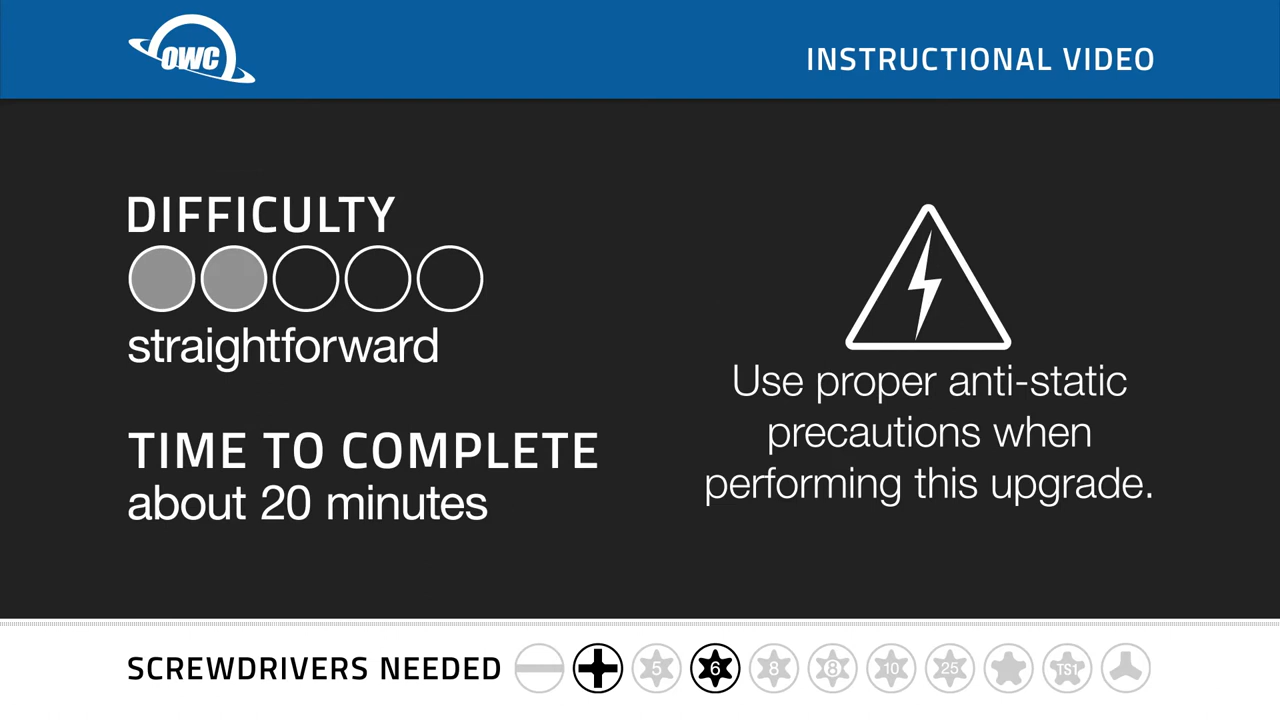 OWC
INSTRUCTIONAL VIDEO
DIFFICULTY
straightforward
TIME TO COMPLETE
about 20 minutes
Use proper anti-static
precautions when
performing this upgrade.
SCREWDRIVERS NEEDED
5 6 8 8 10 25 TS1